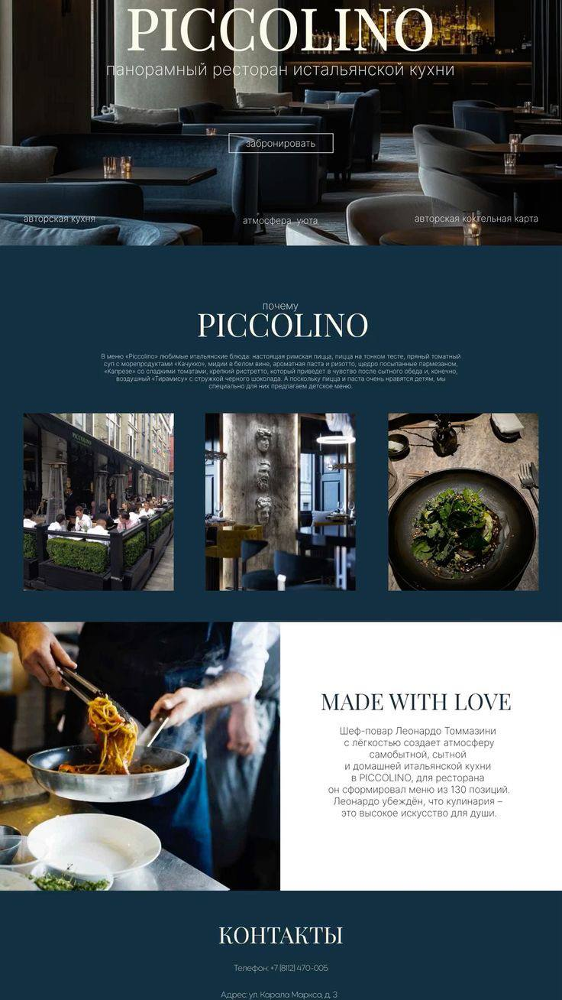 PICCOLINO
панорамный ресторан истальянской кухни
забронировать
авторская кухня
атмосфера уюта
авторская коктельная карта
почему
PICCOLINO
В меню «Piccolino» любимые итальянские блюда: настоящая римская пицца, пицца на тонком тесте, пряный томатный
суп с морепродуктами «Качукко», мидии в белом вине, ароматная паста и ризотто, щедро посыпанные пармезаном,
«Капрезе» со сладкими томатами, крепкий ристретто, который приведет в чувство после сытного обеда и, конечно,
воздушный «Тирамису» с стружкой черного шоколада. А поскольку пицца и паста очень нравятся детям, мы
специально для них предлагаем детское меню.
PICCOLINO
MADE WITH LOVE
Шеф-повар Леонардо Томмазини
с лёгкостью создает атмосферу
самобытной, сытной
и домашней итальянской кухни
в PICCOLINO, для ресторана
он сформировал меню из 130 позиций.
Леонардо убеждён, что кулинария –
это высокое искусство для души.
КОНТАКТЫ
Телефон: +7 (8112) 470-005
Адрес: ул. Карала Маркса, д. 3